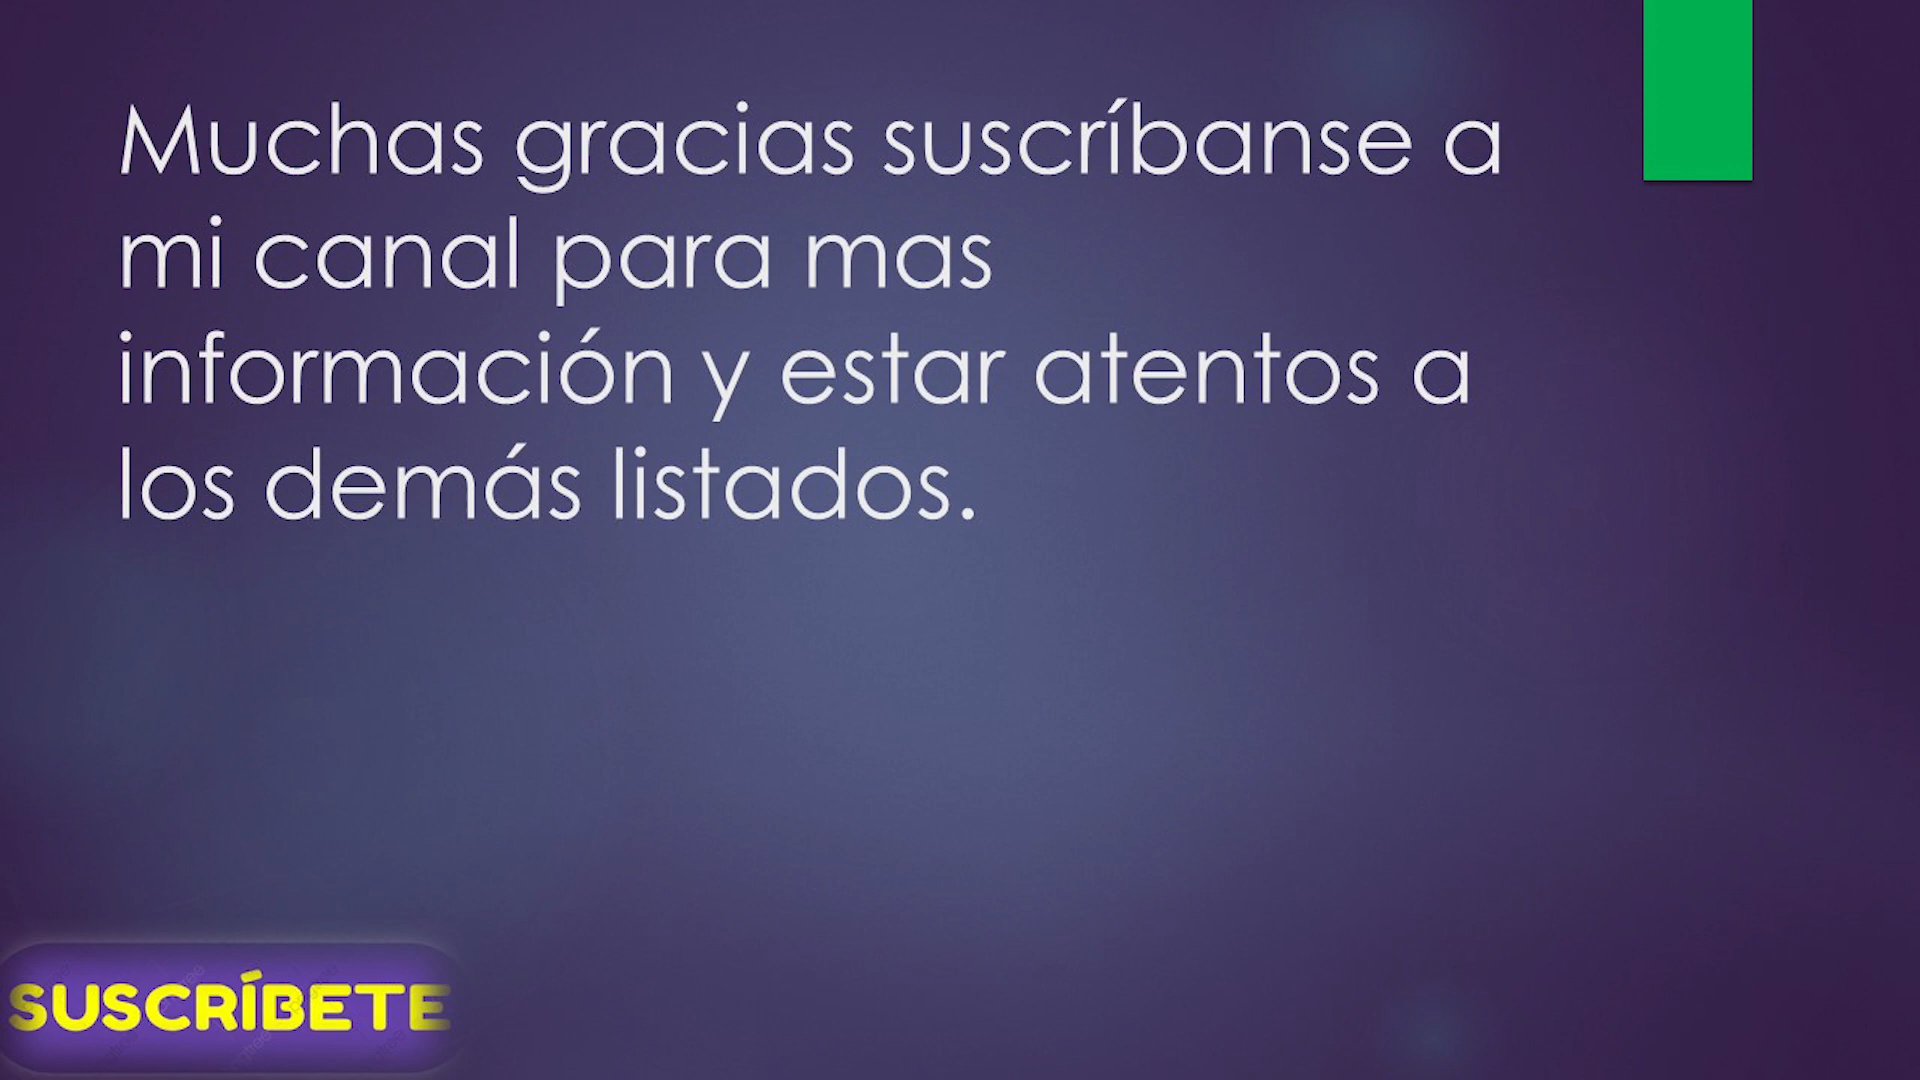 Muchas gracias suscríbanse a
mi canal para mas
información y estar atentos a
los demás listados.
SUSCRÍBETE